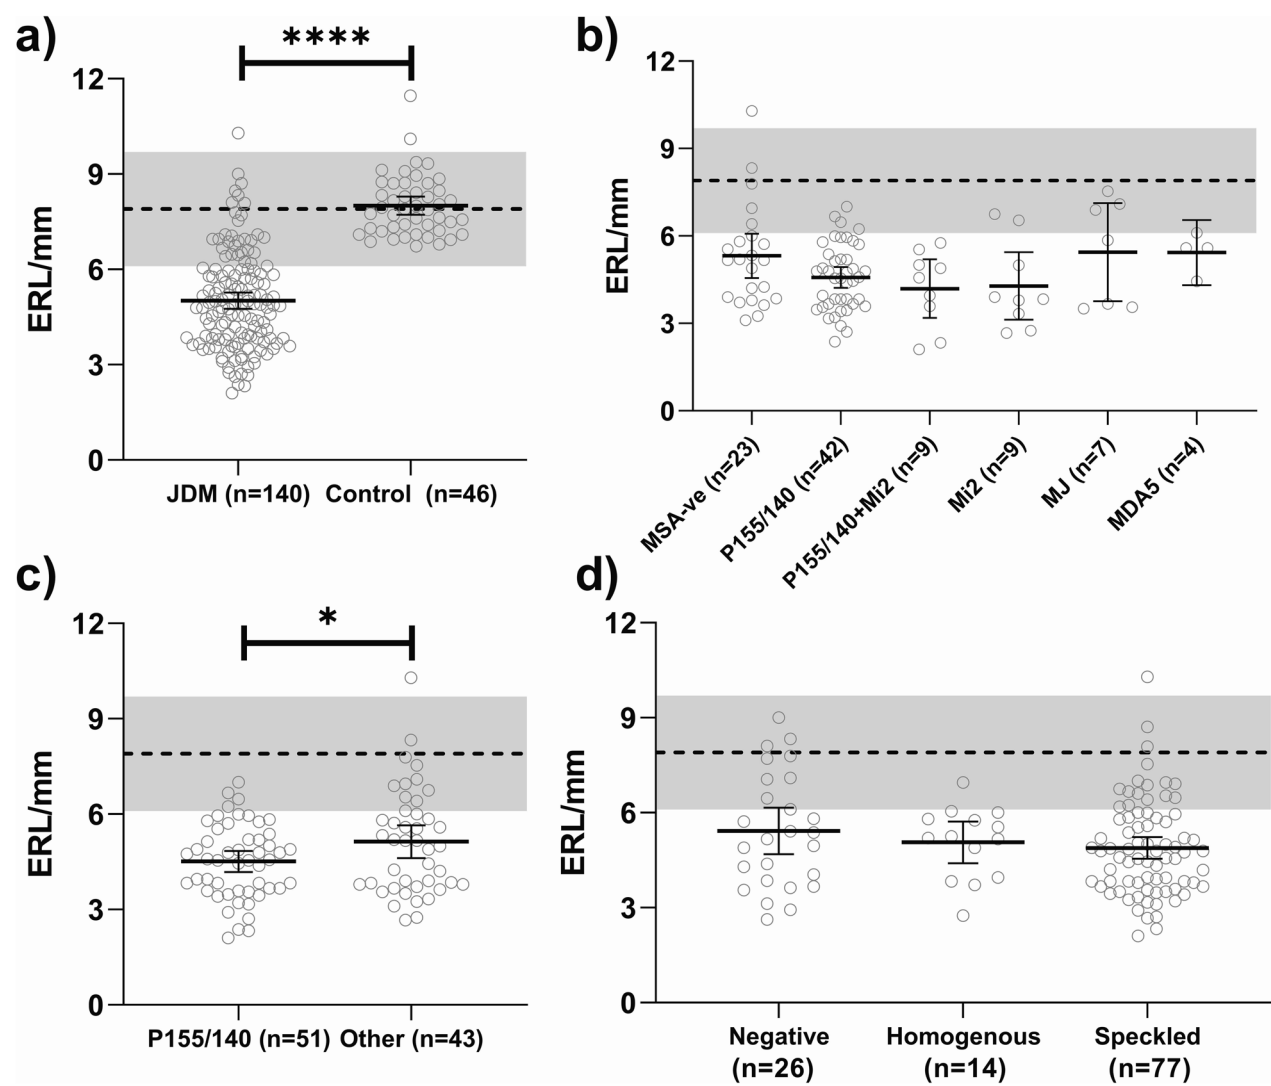 a)
****
12
9
6
3
0
ERL/mm
JDM (n=140) Control (n=46)
b)
12
9
6
3
0
ERL/mm
MSA-ve (n=23)
P155/140 (n=42)
P155/140+Mi2 (n=9)
Mi2 (n=9)
MJ (n=7)
MDA5 (n=4)
c)
*
12
9
6
3
0
ERL/mm
P155/140 (n=51) Other (n=43)
d)
12
9
6
3
0
ERL/mm
Negative
(n=26)
Homogenous
(n=14)
Speckled
(n=77)